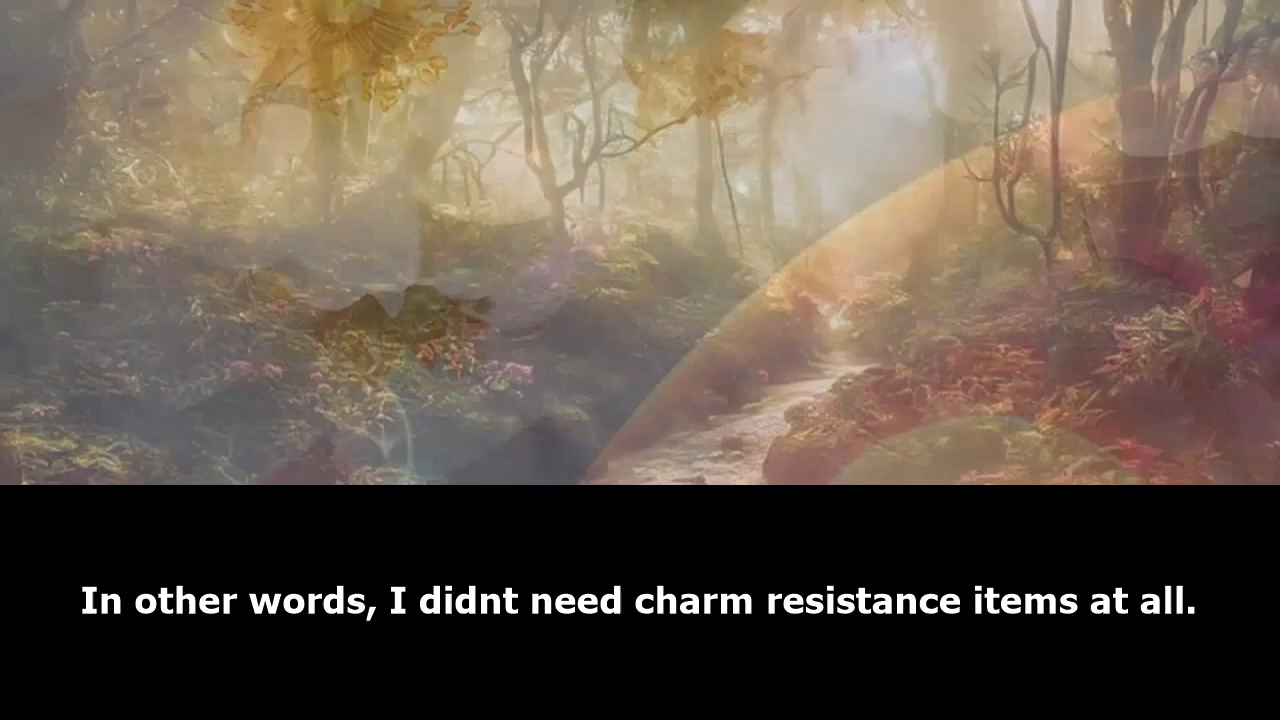 In other words, I didnt need charm resistance items at all.